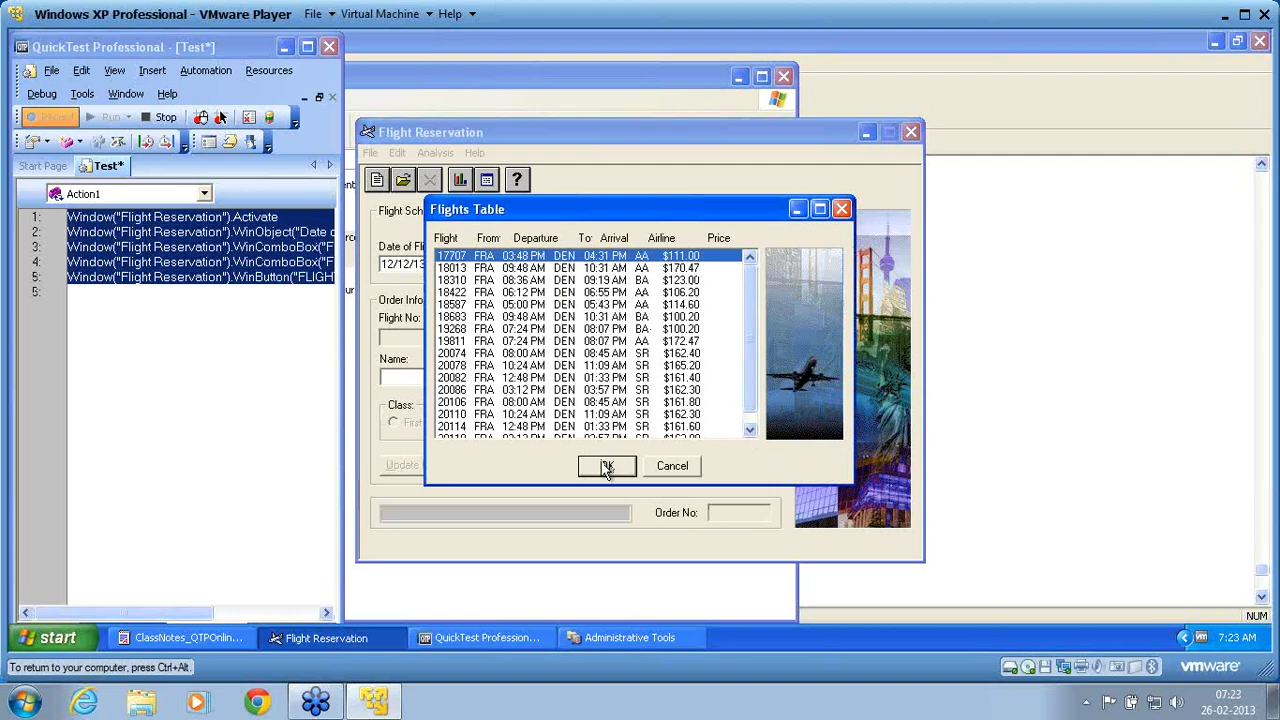 Windows XP Professional - VMware Player File Virtual Machine Help
QuickTest Professional - [Test*]
File Edit View Insert Automation Resources
Debug Tools Window Help
Record Run Stop
Start Page Test*
Action1
1: Window("Flight Reservation").Activate
2: Window("Flight Reservation").WinObject("Date o
3: Window("Flight Reservation").WinComboBox("F
4: Window("Flight Reservation").WinComboBox("F
5: Window("Flight Reservation").WinButton("FLIGH
5:
Flight Reservation
File Edit Analysis Help
Flight Sch
Date of Fli
12/12/13
Order Info
Flight No:
Name:
Class:
First
Update
Order No:
Flights Table
Flight From Departure To Arrival Airline Price
17707 FRA 03:48 PM DEN 04:31 PM AA $111.00
18013 FRA 09:48 AM DEN 10:31 AM AA $170.47
18310 FRA 08:36 AM DEN 09:19 AM BA $123.00
18422 FRA 06:12 PM DEN 06:55 PM AA $106.20
18587 FRA 05:00 PM DEN 05:43 PM AA $114.60
18683 FRA 09:48 AM DEN 10:31 AM BA $100.20
19268 FRA 07:24 PM DEN 08:07 PM BA $100.20
19811 FRA 07:24 PM DEN 08:07 PM AA $172.47
20074 FRA 08:00 AM DEN 08:45 AM SR $162.40
20078 FRA 10:24 AM DEN 11:09 AM SR $165.20
20082 FRA 12:48 PM DEN 01:33 PM SR $161.40
20086 FRA 03:12 PM DEN 03:57 PM SR $162.30
20106 FRA 08:00 AM DEN 08:45 AM SR $161.80
20110 FRA 10:24 AM DEN 11:09 AM SR $162.30
20114 FRA 12:48 PM DEN 01:33 PM SR $161.60
OK Cancel
NUM
start ClassNotes_QTPOnlin... Flight Reservation QuickTest Profession... Administrative Tools 7:23 AM
To return to your computer, press Ctrl+Alt. vmware
07:23
26-02-2013